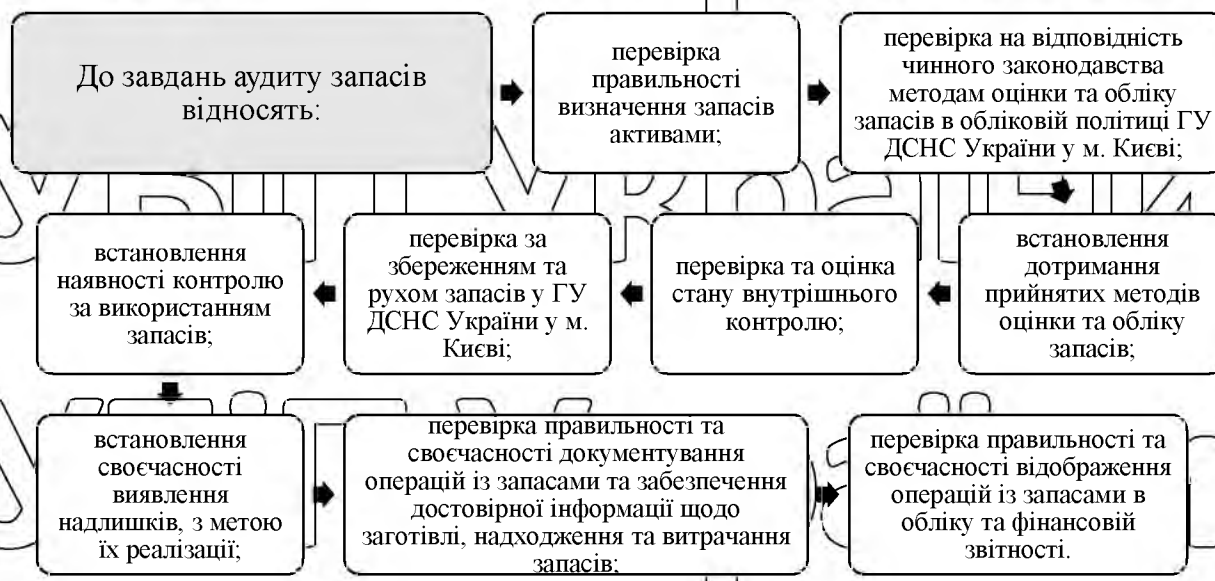 До завдань аудиту запасів
відносять:
перевірка
правильності
визначення запасів
активами;
перевірка на відповідність
чинного законодавства
методам оцінки та обліку
запасів в обліковій політиці ГУ
ДСНС України у м. Києві;
встановлення
дотримання
прийнятих методів
оцінки та обліку
запасів;
перевірка та оцінка
стану внутрішнього
контролю;
перевірка за
збереженням та
рухом запасів у ГУ
ДСНС України у м.
Києві;
встановлення
наявності контролю
за використанням
запасів;
встановлення
своєчасності
виявлення
надлишків, з метою
їх реалізації;
перевірка правильності та
своєчасності документування
операцій із запасами та забезпечення
достовірної інформації щодо
заготівлі, надходження та витрачання
запасів;
перевірка правильності та
своєчасності відображення
операцій із запасами в
обліку та фінансовій
звітності.